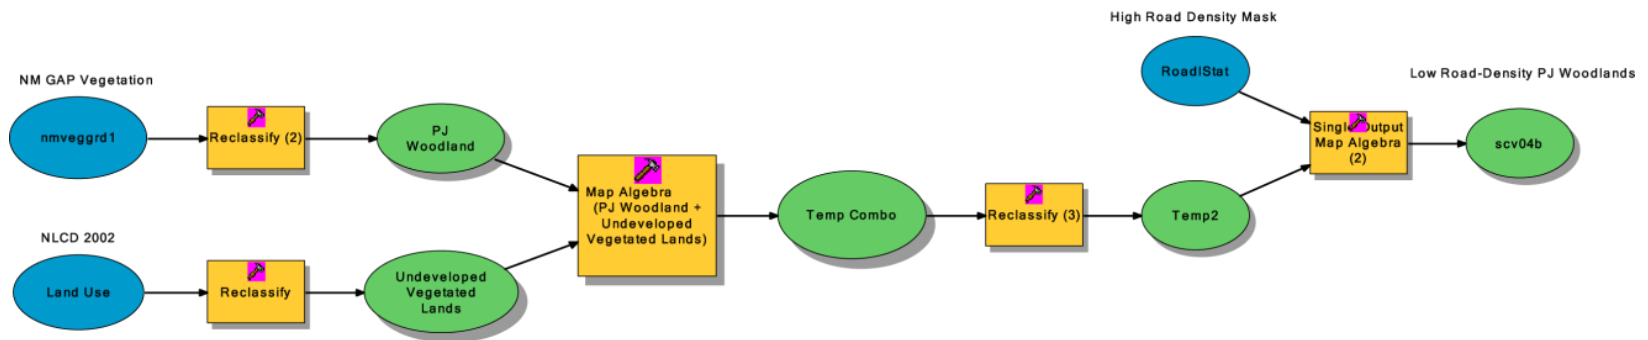 High Road Density Mask
RoadlStat
Low Road-Density PJ Woodlands
NM GAP Vegetation
nmveggrd1
Reclassify (2)
PJ
Woodland
Single Output
Map Algebra
(2)
scv04b
Map Algebra
(PJ Woodland +
Undeveloped
Vegetated Lands)
Temp Combo
Reclassify (3)
Temp2
NLCD 2002
Land Use
Reclassify
Undeveloped
Vegetated
Lands